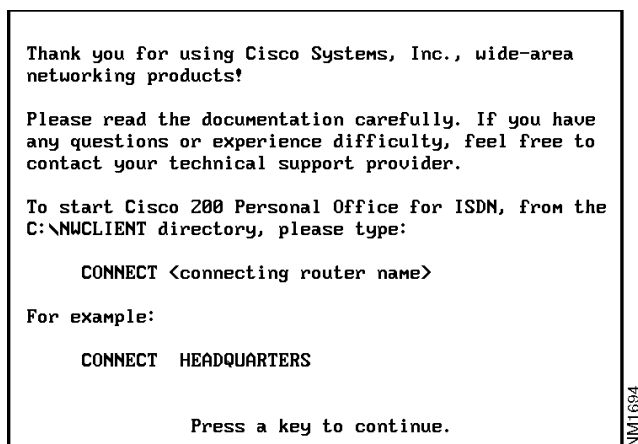 Thank you for using Cisco Systems, Inc., wide-area
networking products!
Please read the documentation carefully. If you have
any questions or experience difficulty, feel free to
contact your technical support provider.
To start Cisco 200 Personal Office for ISDN, from the
C:\NWCLIENT directory, please type:
CONNECT <connecting router name>
For example:
CONNECT HEADQUARTERS
Press a key to continue.
NM1694